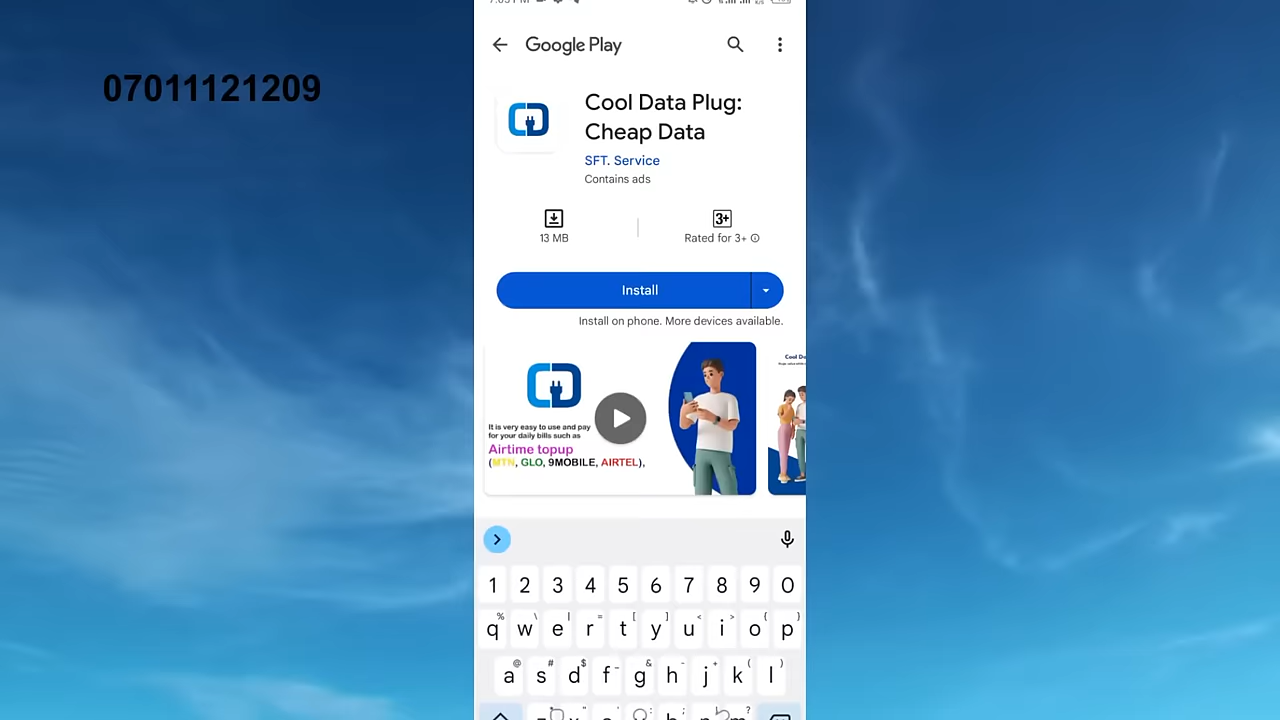 07011121209
Google Play
Cool Data Plug:
Cheap Data
SFT. Service
Contains ads
3+
13 MB
Rated for 3+
Install
Install on phone. More devices available.
It is very easy to use and pay
for your daily bills such as
Airtime topup
(MTN, GLO, 9MOBILE, AIRTEL),
1 2 3 4 5 6 7 8 9 0
% \ | = [ ] < > { }
q w e r t y u i o p
@ # $ - & - + ( )
a s d f g h j k l